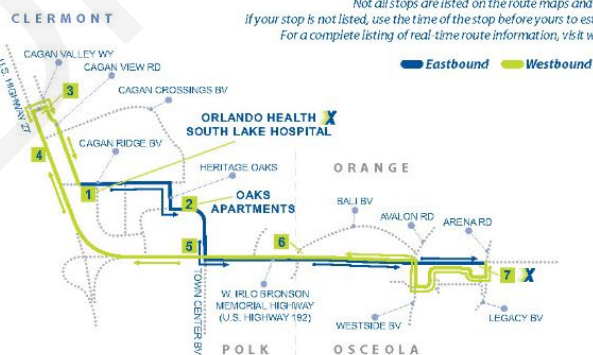 Not all stops are listed on the route maps and
if your stop is not listed, use the time of the stop before yours to es
For a complete listing of real-time route information, visit w
CLERMONT
Eastbound
Westbound
CAGAN VALLEY WY
CAGAN VIEW RD
U.S. HIGHWAY 27
3
CAGAN CROSSINGS BV
ORLANDO HEALTH X
SOUTH LAKE HOSPITAL
4
CAGAN RIDGE BV
HERITAGE OAKS
ORANGE
1
2
OAKS
APARTMENTS
BALI BV
AVALON RD
ARENA RD
5
6
7 X
TOWN CENTER BV
W. IRLO BRONSON
MEMORIAL HIGHWAY
(U.S. HIGHWAY 192)
WESTSIDE BV
LEGACY BV
POLK
OSCEOLA